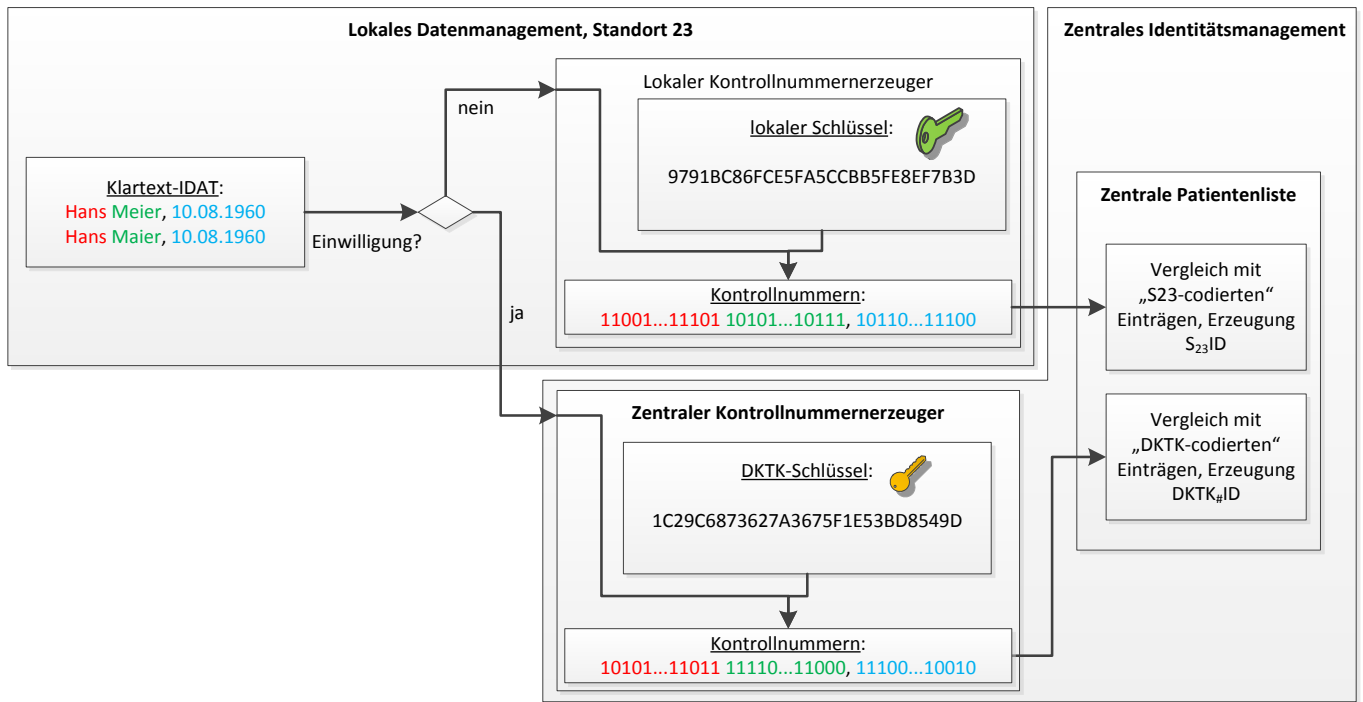 Lokales Datenmanagement, Standort 23
Zentrales Identitätsmanagement
Lokaler Kontrollnummernerzeuger
nein
lokaler Schlüssel:
9791BC86FCE5FA5CCBB5FE8EF7B3D
Klartext-IDAT:
Hans Meier, 10.08.1960
Hans Maier, 10.08.1960
Einwilligung?
ja
Kontrollnummern:
11001...11101 10101...10111, 10110...11100
Zentrale Patientenliste
Vergleich mit
„S23-codierten“
Einträgen, Erzeugung
S23ID
Zentraler Kontrollnummernerzeuger
DKTK-Schlüssel:
1C29C6873627A3675F1E53BD8549D
Vergleich mit
„DKTK-codierten“
Einträgen, Erzeugung
DKTK#ID
Kontrollnummern:
10101...11011 11110...11000, 11100...10010